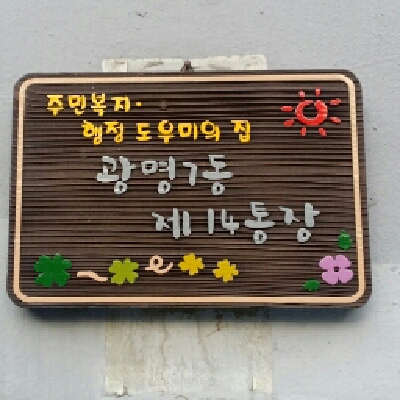 주민복지·
행정 도우미의 집
광명7동
제14통장